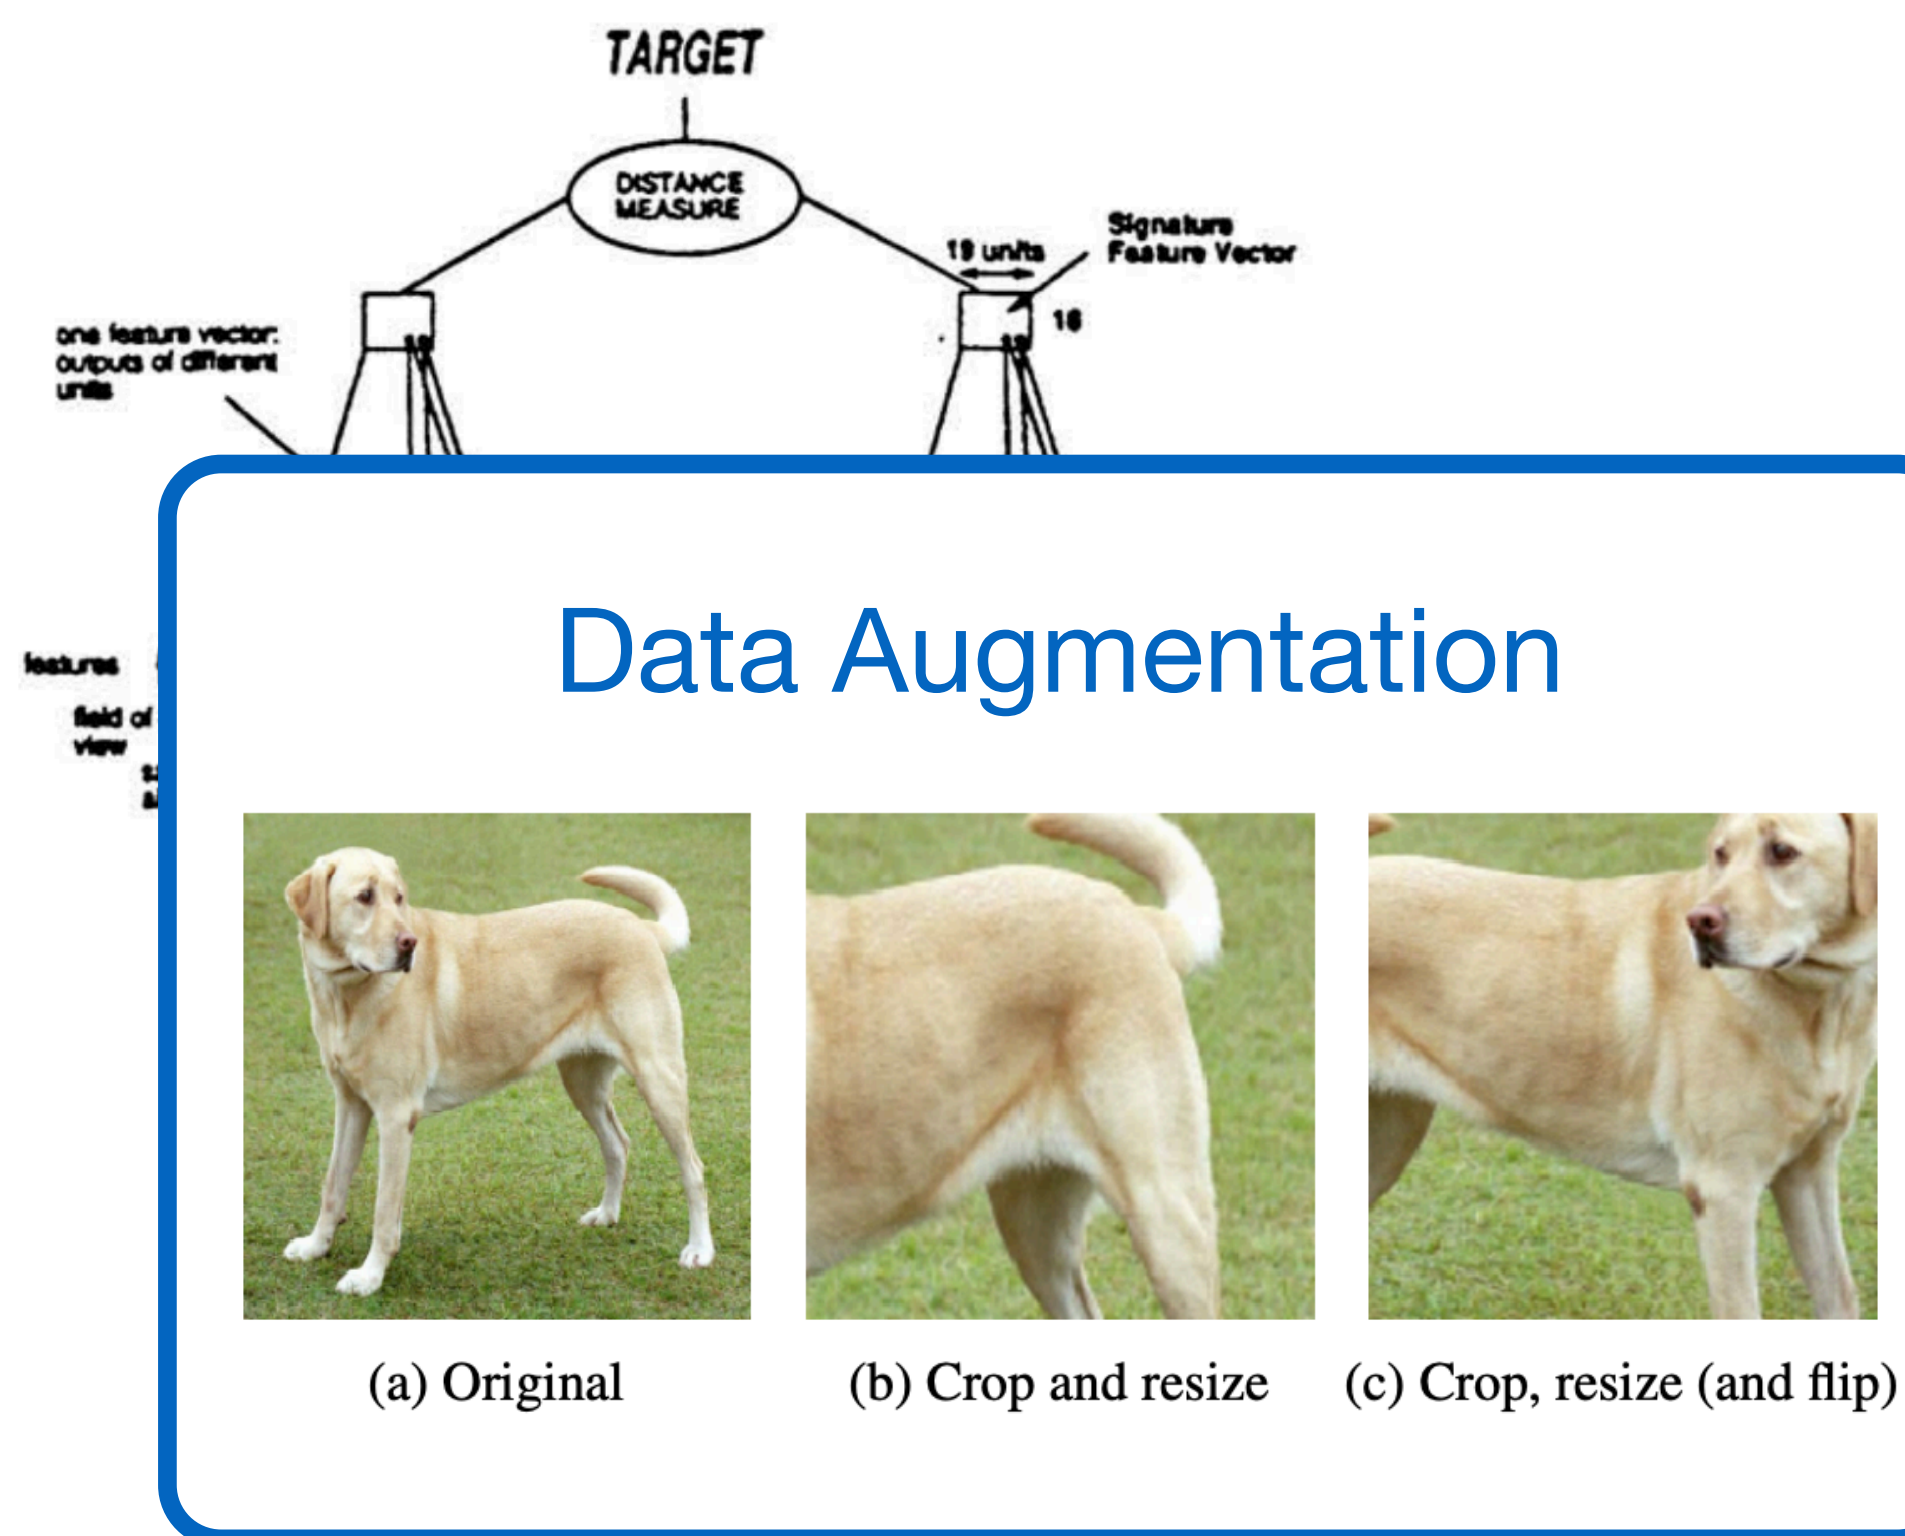 TARGET
DISTANCE
MEASURE
19 units
Signature
Feature Vector
16
one feature vector:
outputs of different
units
features
field of
view
Data Augmentation
(a) Original
(b) Crop and resize
(c) Crop, resize (and flip)